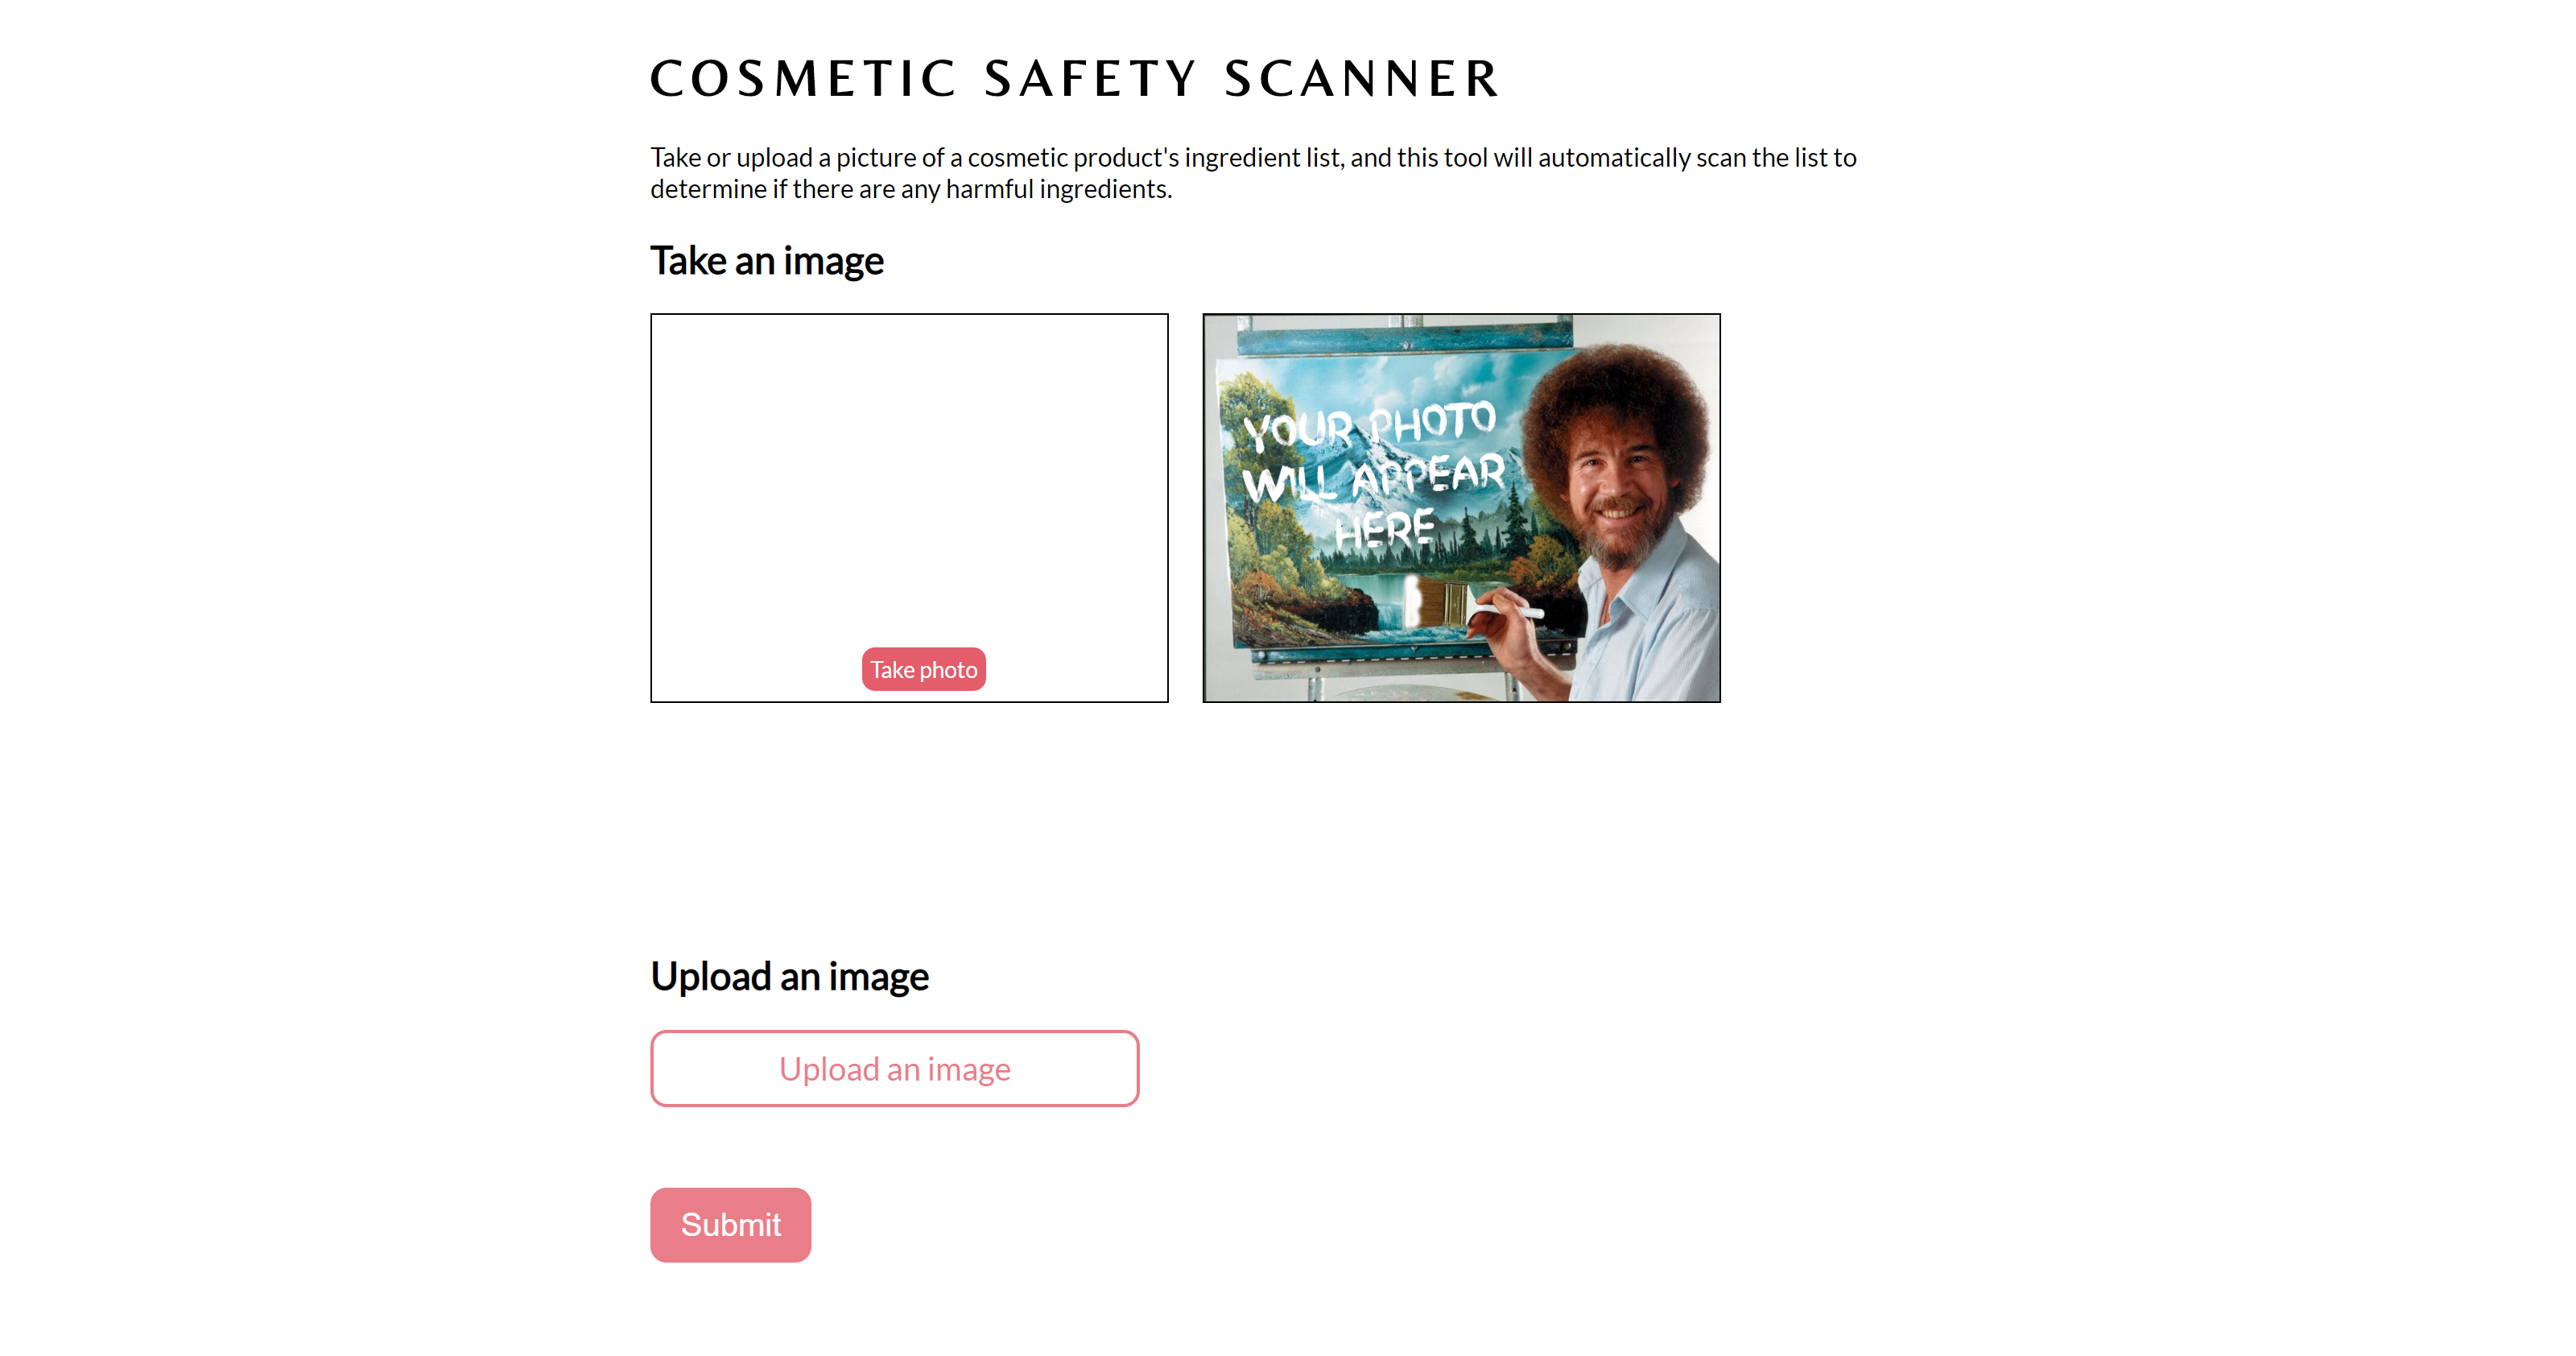 COSMETIC SAFETY SCANNER
Take or upload a picture of a cosmetic product's ingredient list, and this tool will automatically scan the list to
determine if there are any harmful ingredients.
Take an image
YOUR PHOTO
WILL APPEAR
HERE
Take photo
Upload an image
Upload an image
Submit